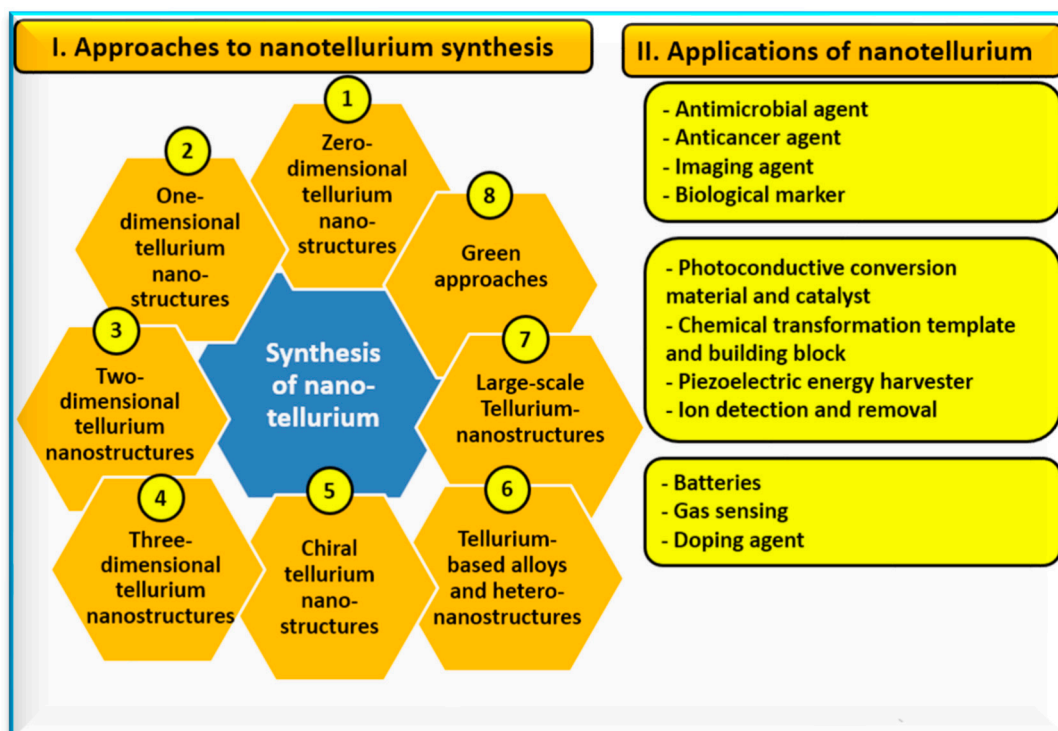 I. Approaches to nanotellurium synthesis
1
Zero-
dimensional
tellurium
nano-
structures
2
One-
dimensional
tellurium
nano-
structures
3
Two-
dimensional
tellurium
nanostructures
4
Three-
dimensional
tellurium
nanostructures
5
Chiral
tellurium
nano-
structures
6
Tellurium-
based alloys
and hetero-
nanostructures
7
Large-scale
Tellurium-
nanostructures
8
Green
approaches
Synthesis
of nano-
tellurium
II. Applications of nanotellurium
- Antimicrobial agent
- Anticancer agent
- Imaging agent
- Biological marker
- Photoconductive conversion
material and catalyst
- Chemical transformation template
and building block
- Piezoelectric energy harvester
- Ion detection and removal
- Batteries
- Gas sensing
- Doping agent